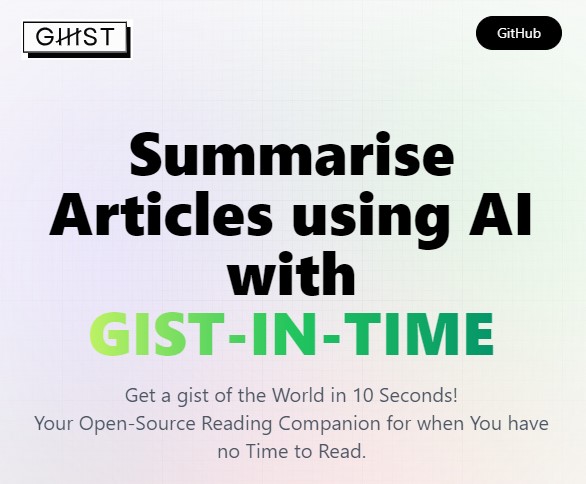 GIIIST
GitHub
Summarise
Articles using AI
with
GIST-IN-TIME
Get a gist of the World in 10 Seconds!
Your Open-Source Reading Companion for when You have
no Time to Read.